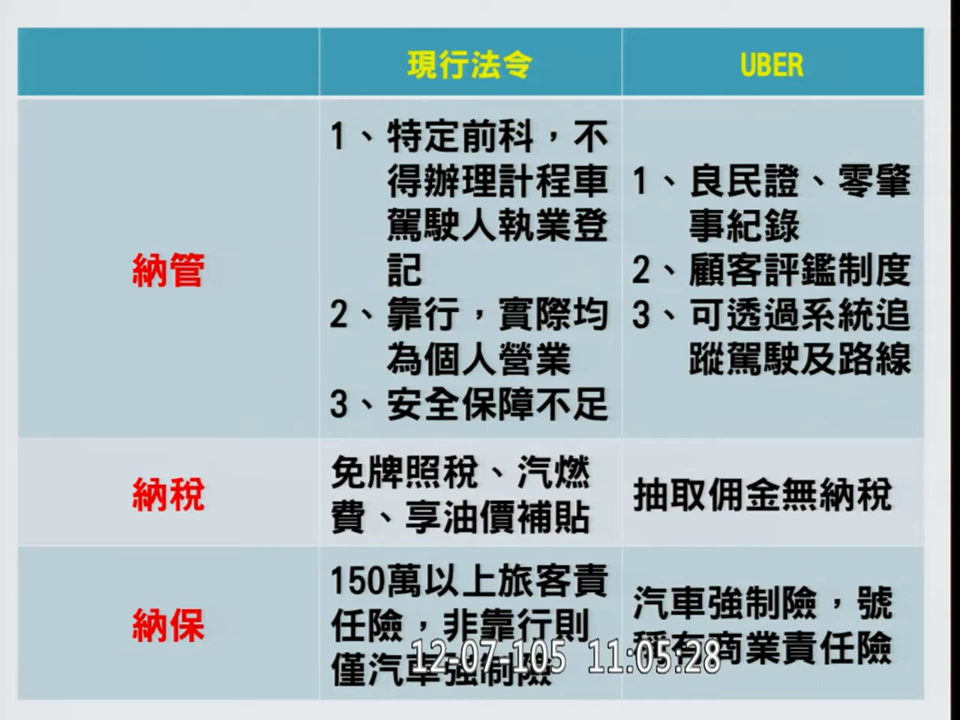 現行法令
UBER
納管
1、特定前科，不
得辦理計程車
駕駛人執業登
記
2、靠行，實際均
為個人營業
3、安全保障不足
1、良民證、零肇
事紀錄
2、顧客評鑑制度
3、可透過系統追
蹤駕駛及路線
納稅
免牌照稅、汽燃
費、享油價補貼
抽取佣金無納稅
納保
150萬以上旅客責
任險，非靠行則
僅汽車強制險
汽車強制險，號
稱有商業責任險
12-07-105 11:05:28